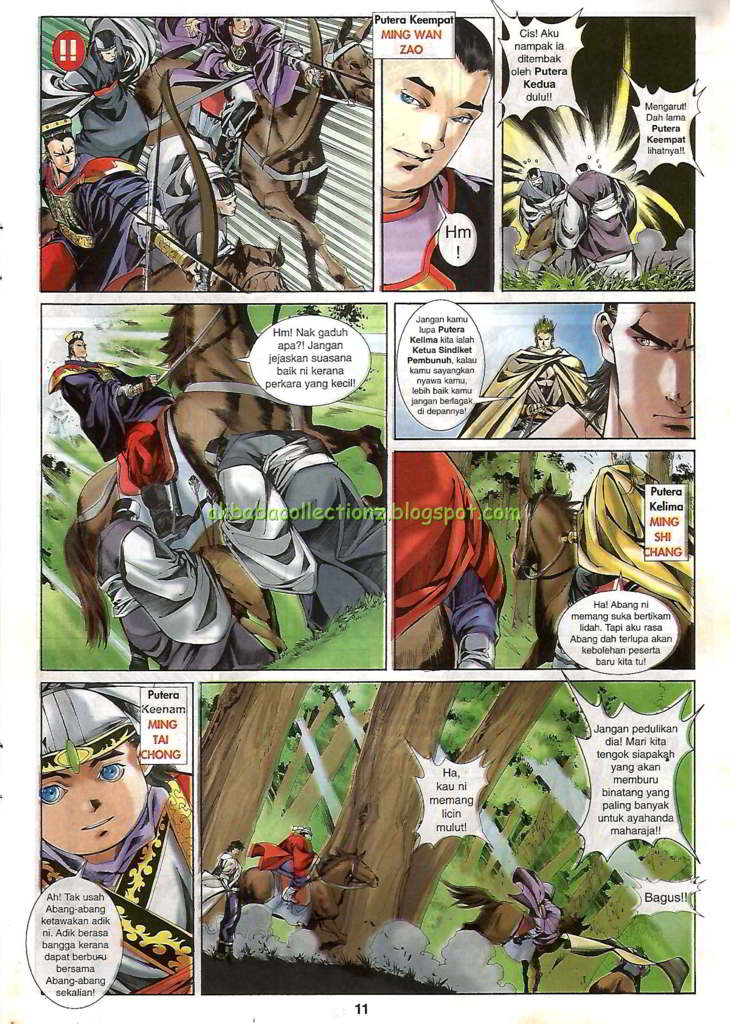 !!
Putera Keempat
MING WAN
ZAO
Hm
!
Cis! Aku
nampak ia
ditembak
oleh Putera
Kedua
dulu!!
Mengarut!
Dah lama
Putera
Keempat
lihatnya!!
Hm! Nak gaduh
apa?! Jangan
jejaskan suasana
baik ni kerana
perkara yang kecil!
Jangan kamu
lupa Putera
Kelima kita ialah
Ketua Sindiket
Pembunuh, kalau
kamu sayangkan
nyawa kamu,
lebih baik kamu
jangan berlagak
di depannya!
akbabacollectionz.blogspot.com
Putera
Kelima
MING
SHI
CHANG
Ha! Abang ni
memang suka bertikam
lidah. Tapi aku rasa
Abang dah terlupa akan
kebolehan peserta
baru kita tu!
Putera
Keenam
MING
TAI
CHONG
Ah! Tak usah
Abang-abang
ketawakan adik
ni. Adik berasa
bangga kerana
dapat berburu
bersama
Abang-abang
sekalian!
Ha,
kau ni
memang
licin
mulut!
Jangan pedulikan
dia! Mari kita
tengok siapakah
yang akan
memburu
binatang yang
paling banyak
untuk ayahanda
maharaja!!
Bagus!!
11